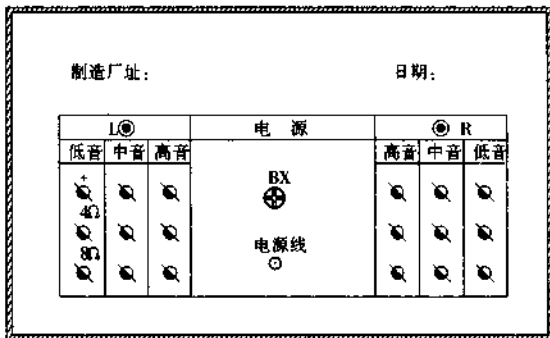 制造厂址： 日期：
L 电 源 R
低音 中音 高音 高音 中音 低音
+
BX
4Ω
电源线
8Ω